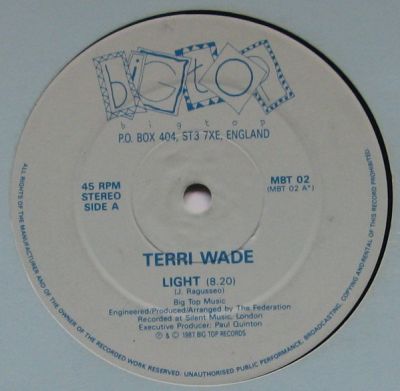 big top
big top
P.O. BOX 404, ST3 7XE, ENGLAND
45 RPM
STEREO
SIDE A
MBT 02
(MBT 02 A*)
TERRI WADE
LIGHT (8.20)
(J. Ragusseo)
Big Top Music
Engineered/Produced/Arranged by The Federation
Recorded at Silent Music, London
Executive Producer: Paul Quinton
℗ & © 1987 BIG TOP RECORDS
ALL RIGHTS OF THE MANUFACTURER AND OF THE OWNER OF THE RECORDED WORK RESERVED. UNAUTHORISED PUBLIC PERFORMANCE, BROADCASTING, COPYING AND RENTAL OF THIS RECORD PROHIBITED.